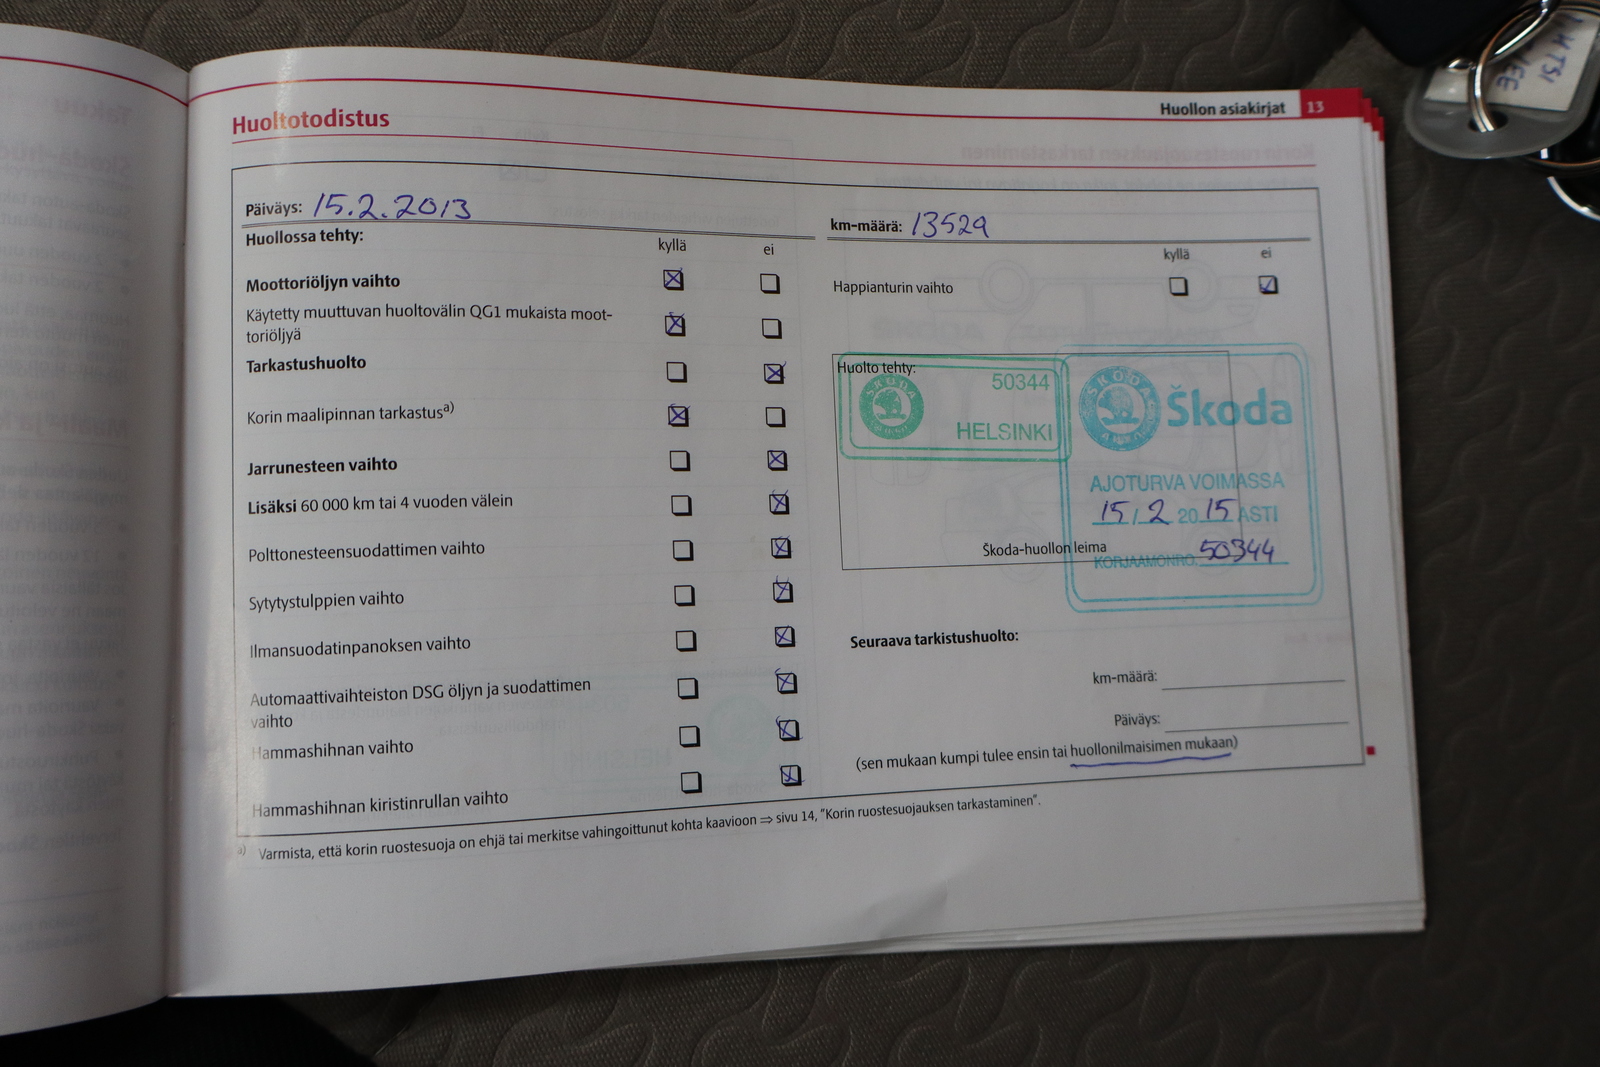 Huollon asiakirjat 13
Huoltotodistus
Päiväys: 15.2.2013
km-määrä: 13529
Huollossa tehty:
kyllä ei
kyllä ei
Moottoriöljyn vaihto
Happianturin vaihto
Käytetty muuttuvan huoltovälin QG1 mukaista moot-
toriöljyä
Tarkastushuolto
Korin maalipinnan tarkastusa)
Jarrunesteen vaihto
Lisäksi 60 000 km tai 4 vuoden välein
Polttonesteensuodattimen vaihto
Sytytystulppien vaihto
Ilmansuodatinpanoksen vaihto
Automaattivaihteiston DSG öljyn ja suodattimen
vaihto
Hammashihnan vaihto
Hammashihnan kiristinrullan vaihto
Huolto tehty:
ŠKODA
50344
HELSINKI
ŠKODA
Škoda
AJOTURVA VOIMASSA
15/2 2015 ASTI
Škoda-huollon leima
KORJAAMONRO. 50344
Seuraava tarkistushuolto:
km-määrä:
Päiväys:
(sen mukaan kumpi tulee ensin tai huollonilmaisimen mukaan)
a) Varmista, että korin ruostesuoja on ehjä tai merkitse vahingoittunut kohta kaavioon ⇒ sivu 14, "Korin ruostesuojauksen tarkastaminen".